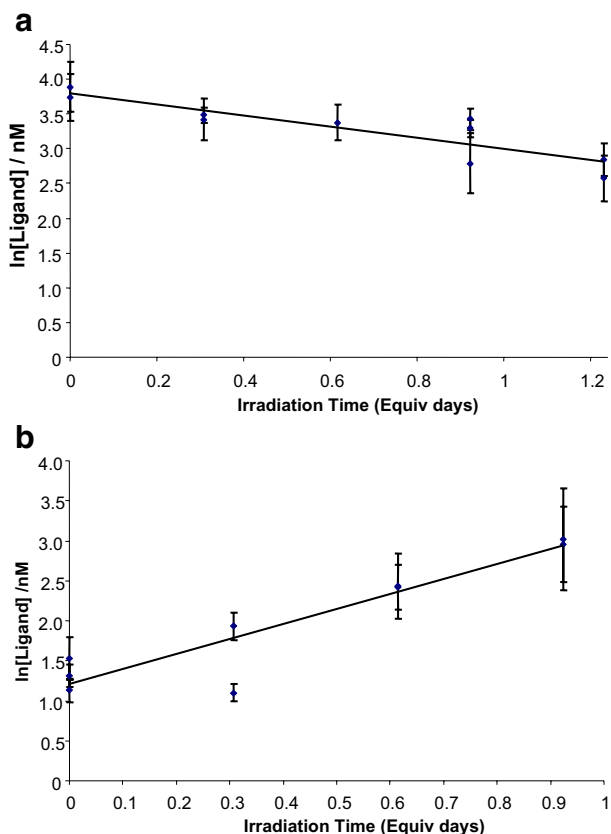 a
4.5
4.0
3.5
3.0
2.5
2.0
1.5
1.0
0.5
0
ln[Ligand] / nM
0 0.2 0.4 0.6 0.8 1 1.2
Irradiation Time (Equiv days)
b
4.0
3.5
3.0
2.5
2.0
1.5
1.0
0.5
0
ln[Ligand] /nM
0 0.1 0.2 0.3 0.4 0.5 0.6 0.7 0.8 0.9 1
Irradiation Time (Equiv days)